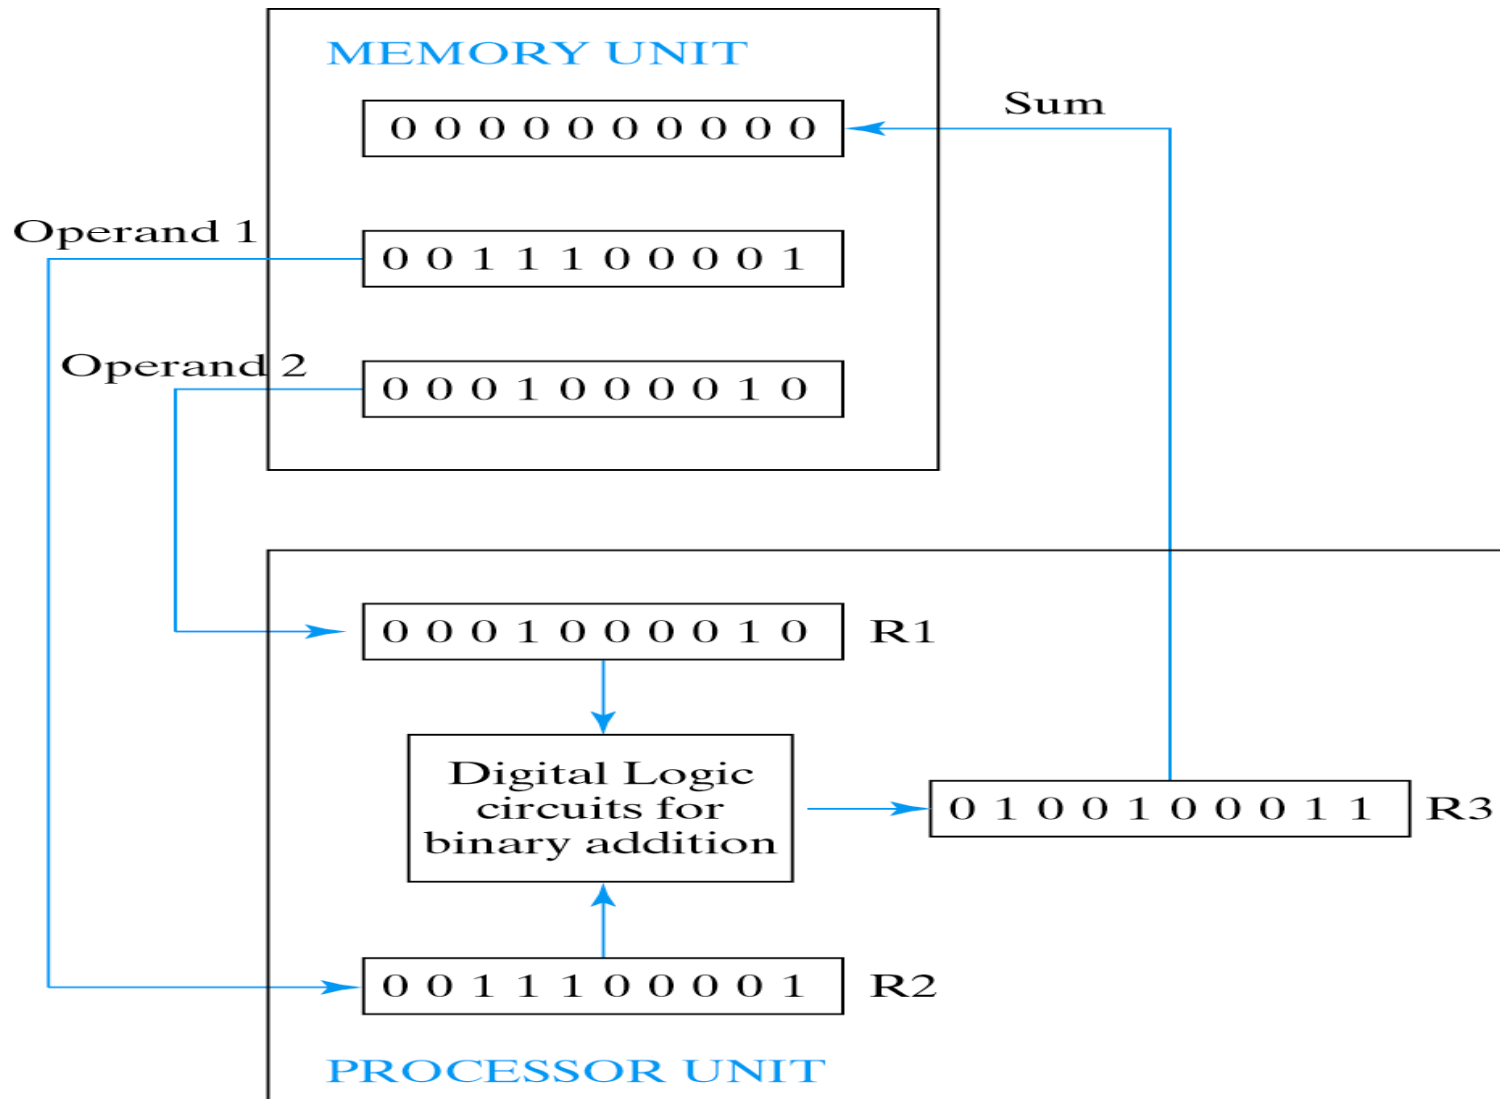 MEMORY UNIT
Sum
0 0 0 0 0 0 0 0 0 0
Operand 1
0 0 1 1 1 0 0 0 0 1
Operand 2
0 0 0 1 0 0 0 0 1 0
0 0 0 1 0 0 0 0 1 0 R1
Digital Logic
circuits for
binary addition
0 1 0 0 1 0 0 0 1 1 R3
0 0 1 1 1 0 0 0 0 1 R2
PROCESSOR UNIT